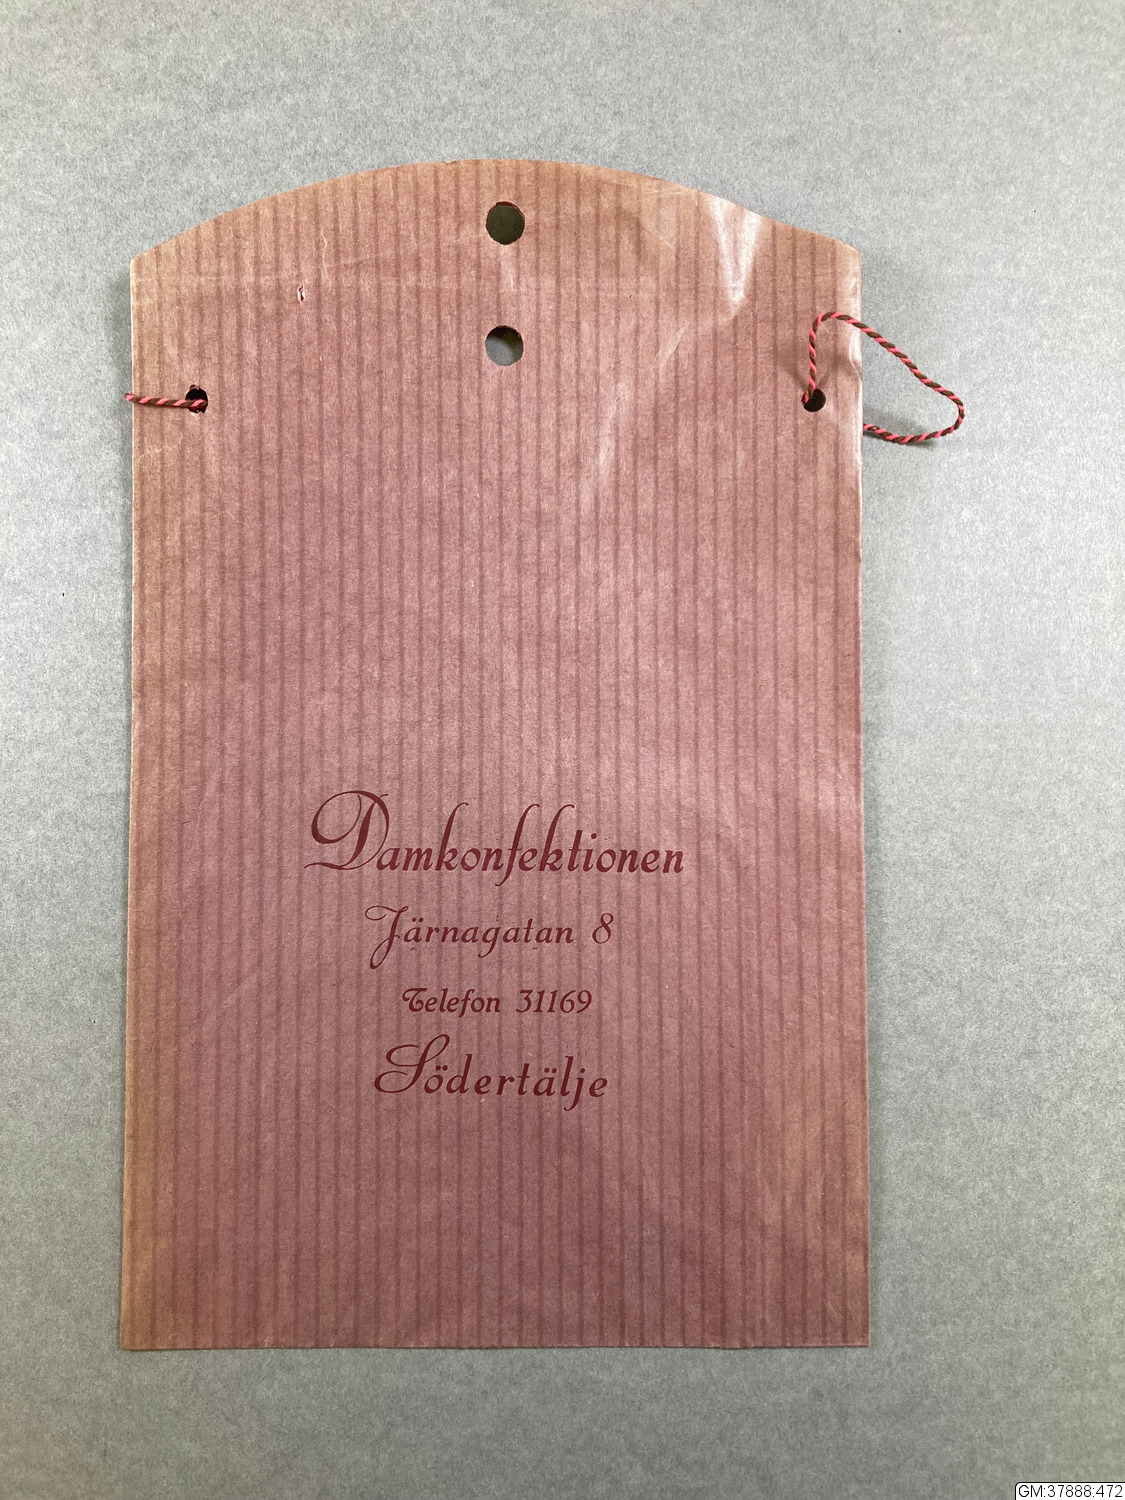 Damkonfektionen
Järnagatan 8
Telefon 31169
Södertälje
GM:37888:472